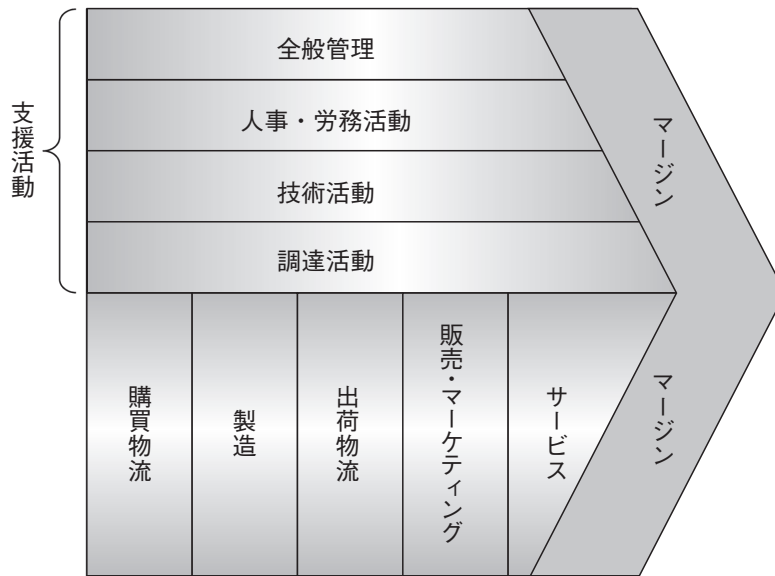 支援活動
全般管理
人事・労務活動
技術活動
調達活動
マージン
購買物流
製造
出荷物流
販売・マーケティング
サービス
マージン